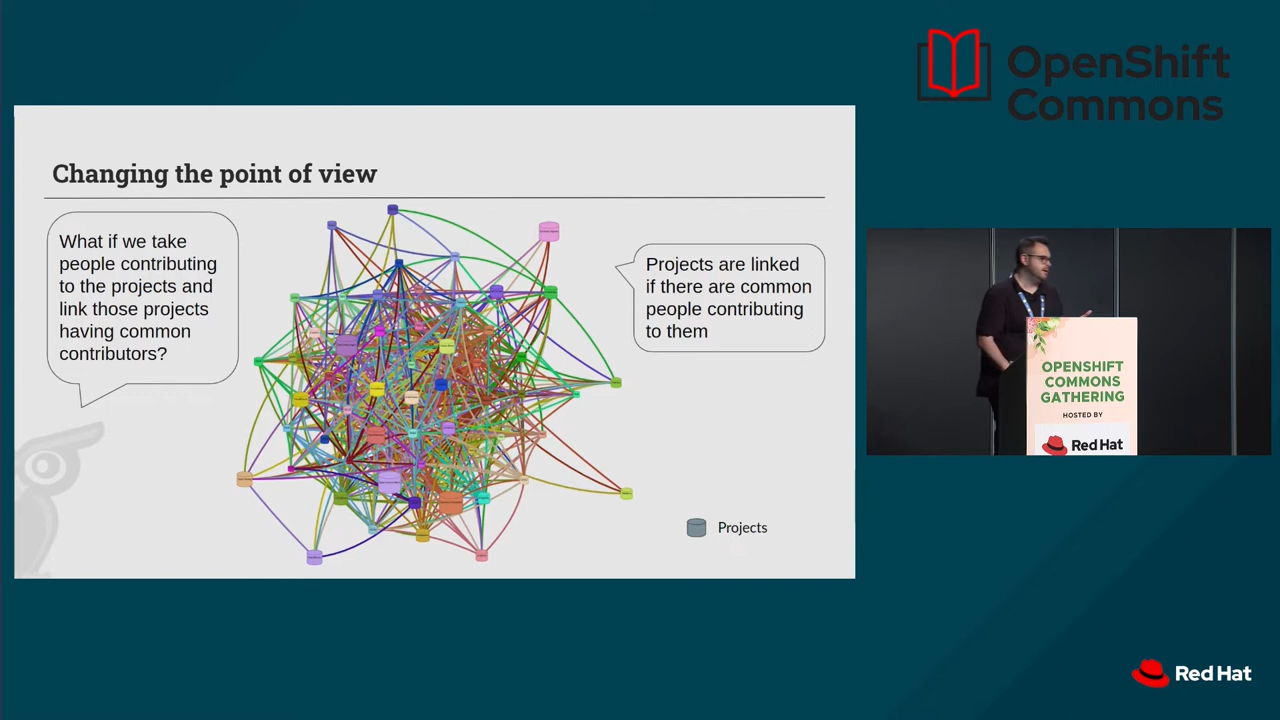 OpenShift
Commons
Changing the point of view
What if we take
people contributing
to the projects and
link those projects
having common
contributors?
Projects are linked
if there are common
people contributing
to them
Projects
OPENSHIFT
COMMONS
GATHERING
HOSTED BY
Red Hat
Red Hat